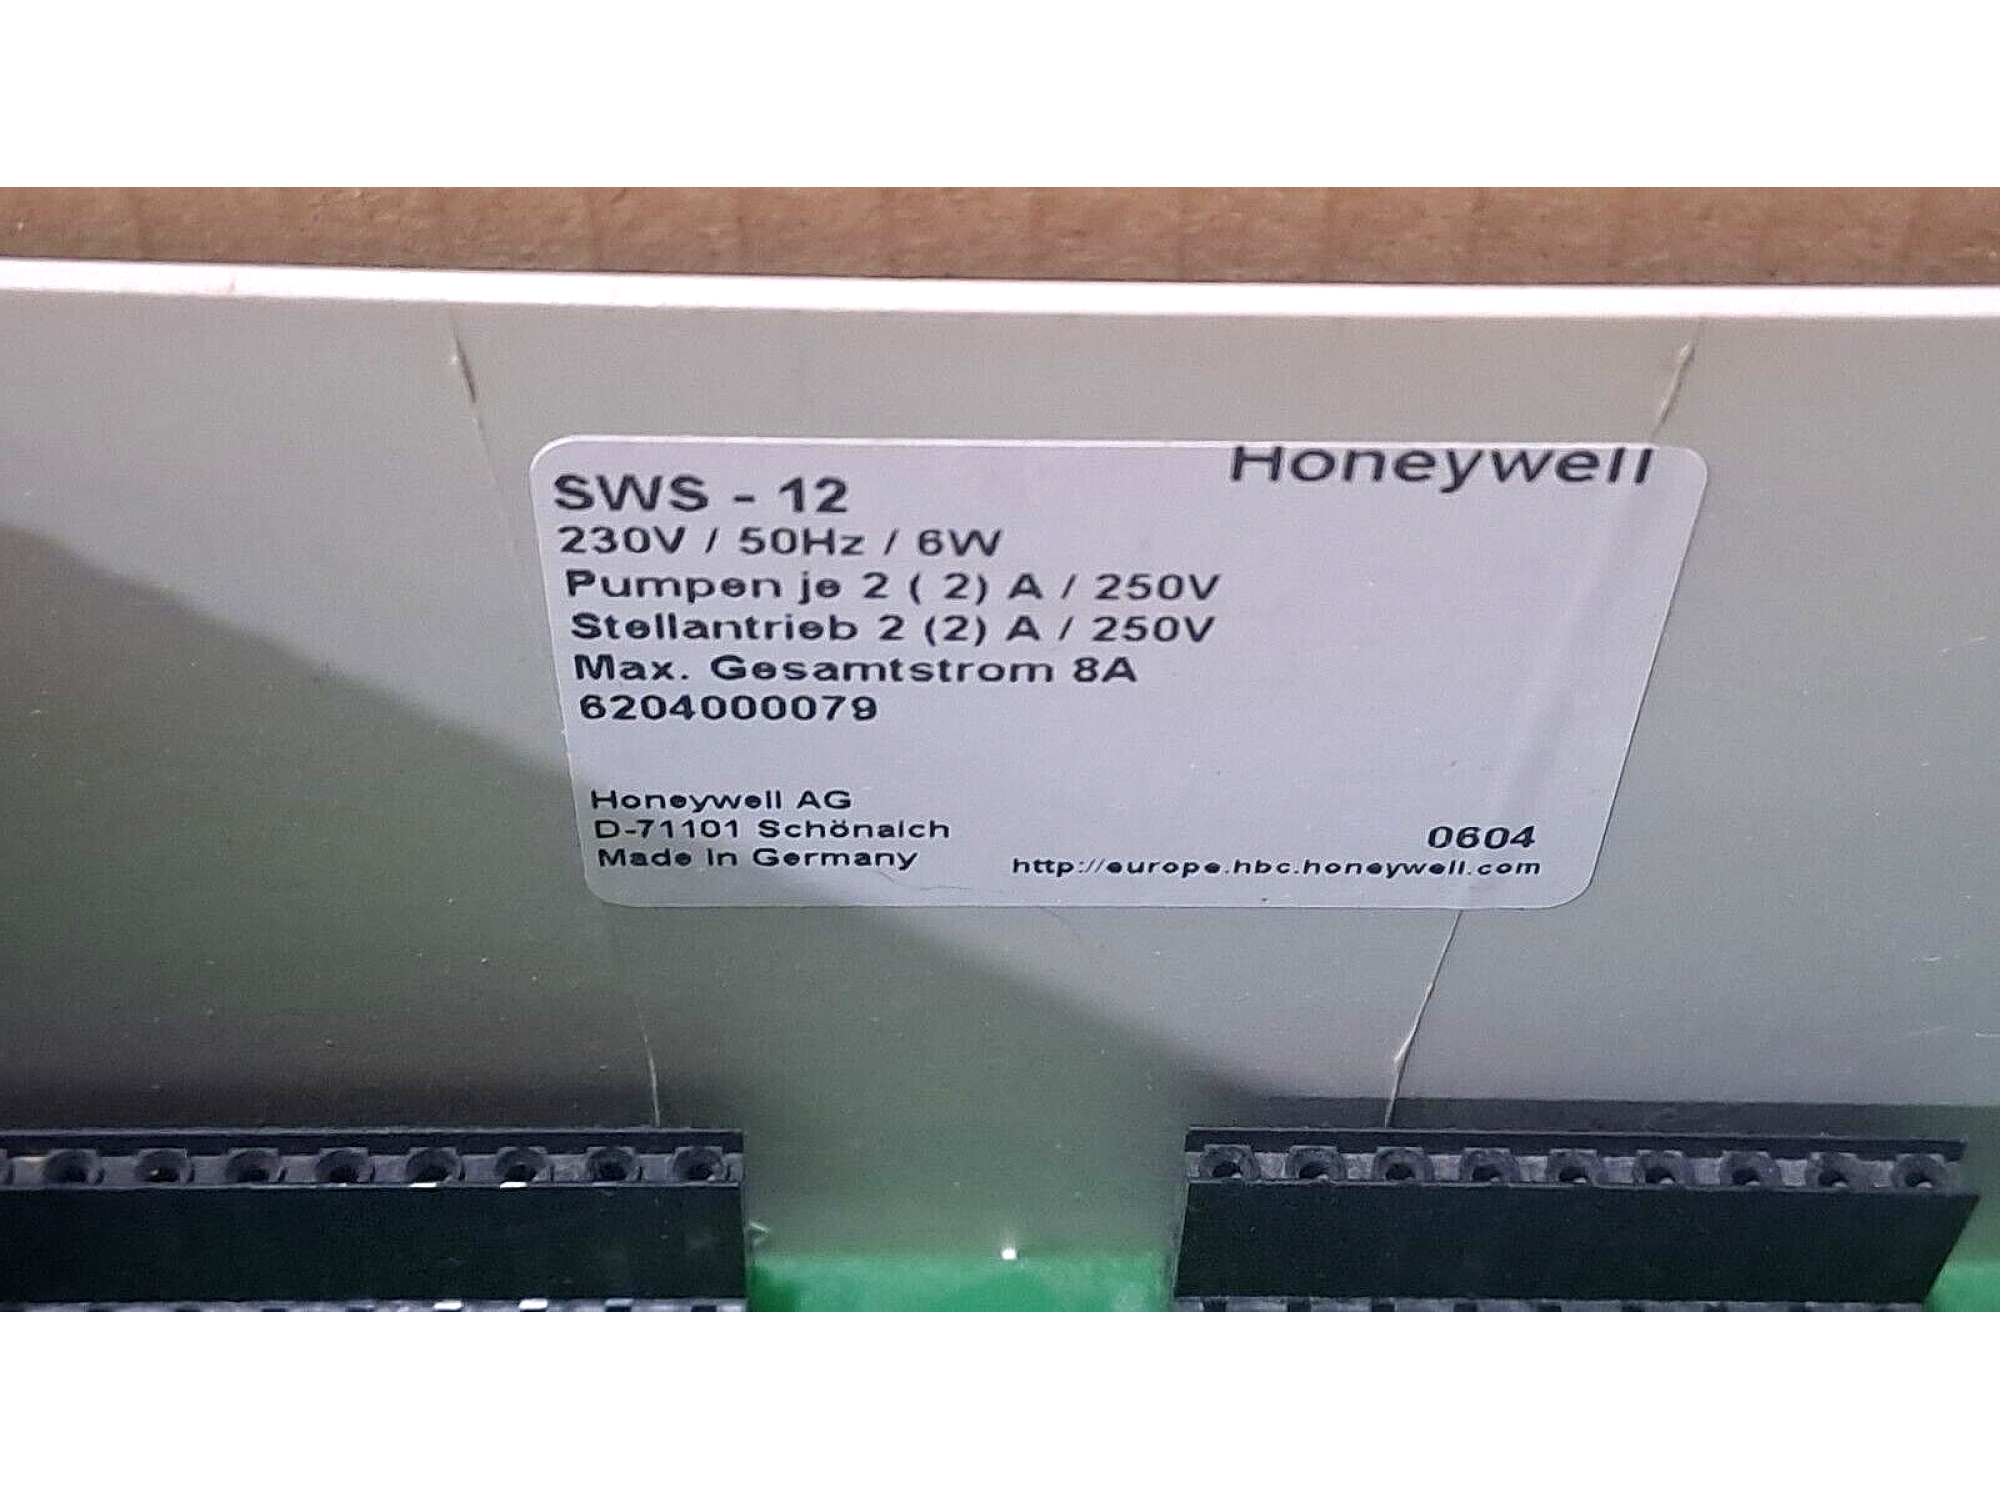 Honeywell
SWS - 12
230V / 50Hz / 6W
Pumpen je 2 ( 2) A / 250V
Stellantrieb 2 (2) A / 250V
Max. Gesamtstrom 8A
6204000079
Honeywell AG
D-71101 Schönaich
Made in Germany
0604
http://europe.hbc.honeywell.com